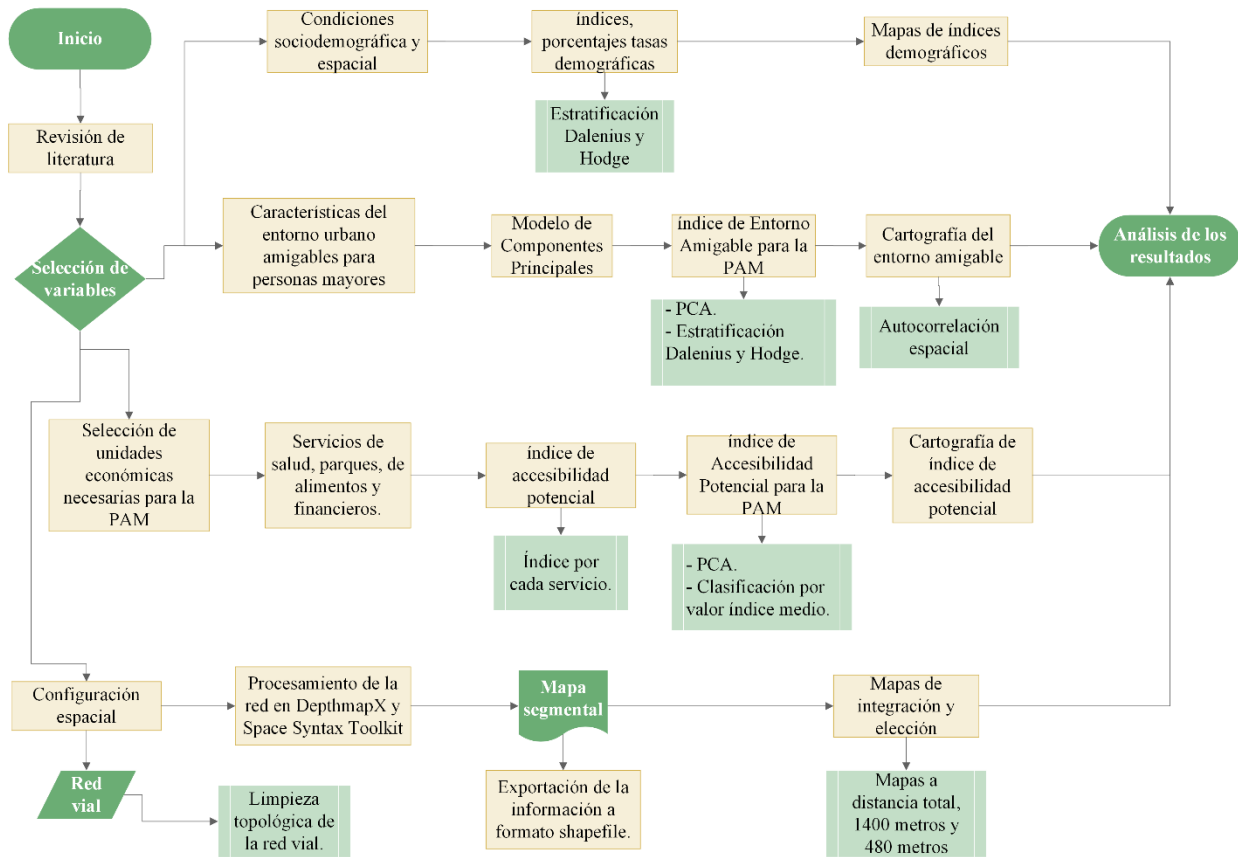 Inicio
Revisión de
literatura
Selección de
variables
Condiciones
sociodemográfica y
espacial
índices,
porcentajes tasas
demográficas
Estratificación
Dalenius y
Hodge
Mapas de índices
demográficos
Características del
entorno urbano
amigables para
personas mayores
Modelo de
Componentes
Principales
índice de Entorno
Amigable para la
PAM
- PCA.
- Estratificación
Dalenius y Hodge.
Cartografía del
entorno amigable
Autocorrelación
espacial
Análisis de los
resultados
Selección de
unidades
económicas
necesarias para la
PAM
Servicios de
salud, parques, de
alimentos y
financieros.
índice de
accesibilidad
potencial
Índice por
cada servicio.
índice de
Accesibilidad
Potencial para la
PAM
- PCA.
- Clasificación por
valor índice medio.
Cartografía de
índice de
accesibilidad
potencial
Configuración
espacial
Red
vial
Limpieza
topológica de
la red vial.
Procesamiento de la
red en DepthmapX y
Space Syntax Toolkit
Mapa
segmental
Exportación de la
información a
formato shapefile.
Mapas de
integración y
elección
Mapas a
distancia total,
1400 metros y
480 metros